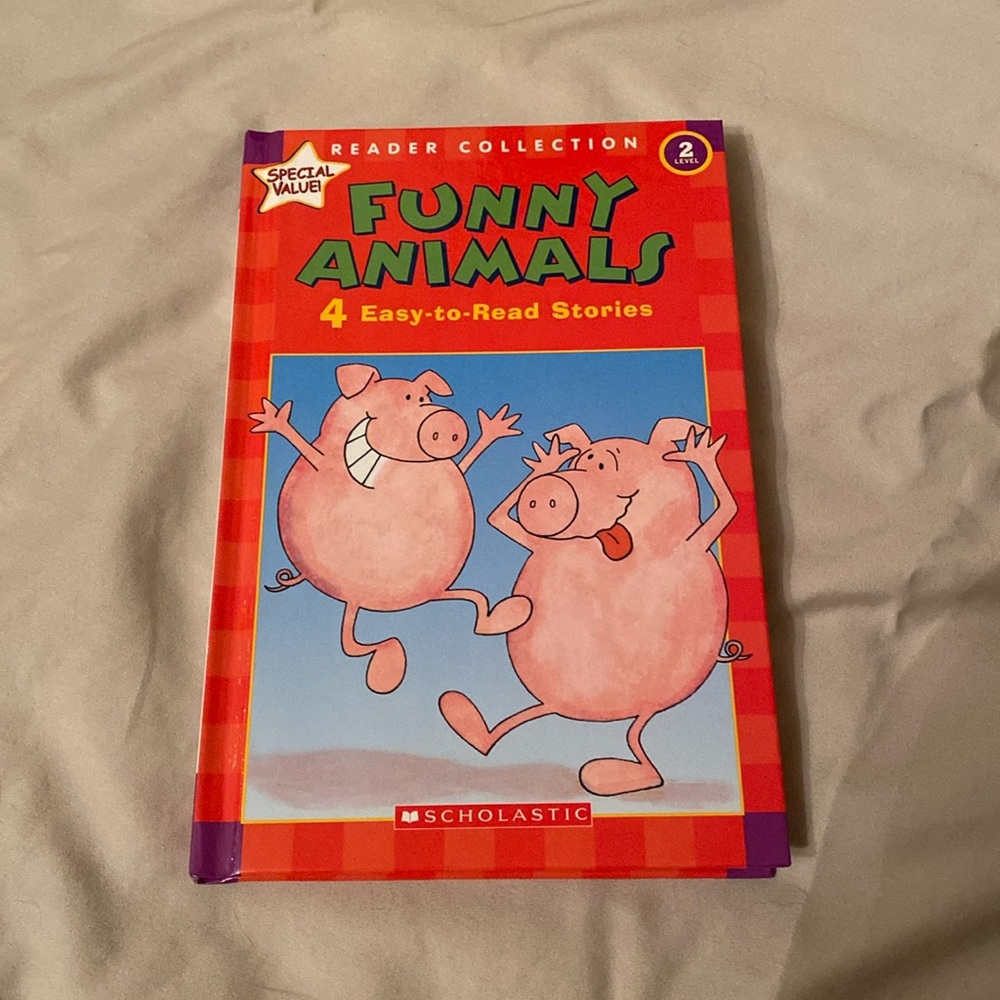 READER COLLECTION
2
LEVEL
SPECIAL
VALUE!
FUNNY
ANIMALS
4 Easy-to-Read Stories
SCHOLASTIC